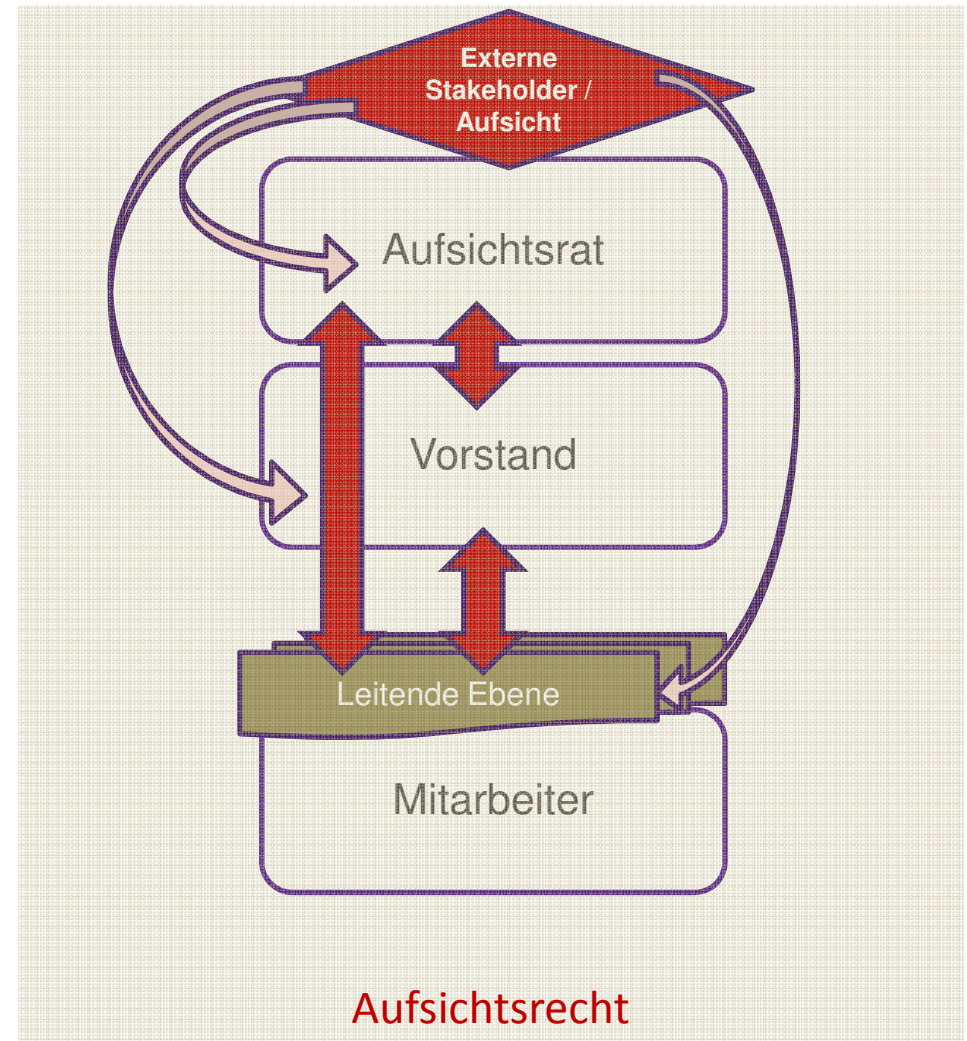 Externe
Stakeholder /
Aufsicht
Aufsichtsrat
Vorstand
Leitende Ebene
Mitarbeiter
Aufsichtsrecht